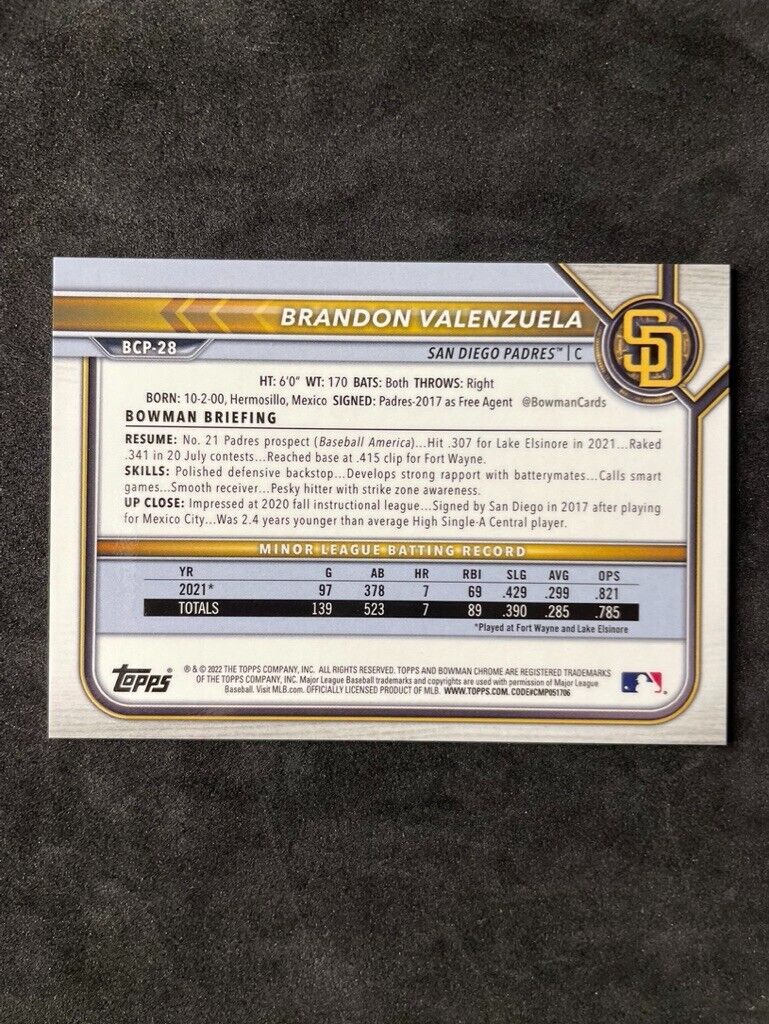 BRANDON VALENZUELA
BCP-28
SAN DIEGO PADRES™ | C
SD
HT: 6'0" WT: 170 BATS: Both THROWS: Right
BORN: 10-2-00, Hermosillo, Mexico SIGNED: Padres-2017 as Free Agent @BowmanCards
BOWMAN BRIEFING
RESUME: No. 21 Padres prospect (Baseball America)...Hit .307 for Lake Elsinore in 2021...Raked
.341 in 20 July contests...Reached base at .415 clip for Fort Wayne.
SKILLS: Polished defensive backstop...Develops strong rapport with batterymates...Calls smart
games...Smooth receiver...Pesky hitter with strike zone awareness.
UP CLOSE: Impressed at 2020 fall instructional league...Signed by San Diego in 2017 after playing
for Mexico City...Was 2.4 years younger than average High Single-A Central player.
MINOR LEAGUE BATTING RECORD
YR G AB HR RBI SLG AVG OPS
2021* 97 378 7 69 .429 .299 .821
TOTALS 139 523 7 89 .390 .285 .785
*Played at Fort Wayne and Lake Elsinore
Topps®
® & © 2022 THE TOPPS COMPANY, INC. ALL RIGHTS RESERVED. TOPPS AND BOWMAN CHROME ARE REGISTERED TRADEMARKS
OF THE TOPPS COMPANY, INC. Major League Baseball trademarks and copyrights are used with permission of Major League
Baseball. Visit MLB.com. OFFICIALLY LICENSED PRODUCT OF MLB. WWW.TOPPS.COM. CODE#CMP051706